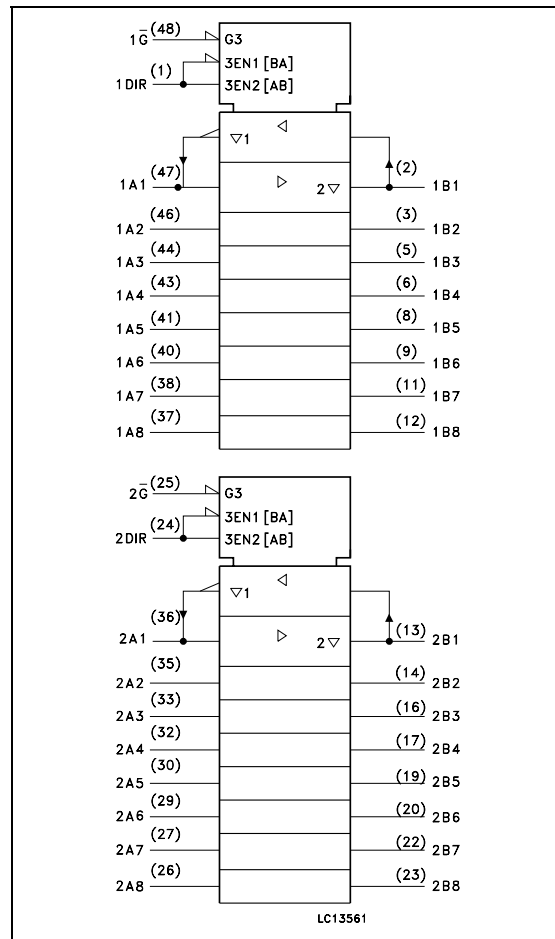 1G̅ (48) G3
3EN1 [BA]
1DIR (1) 3EN2 [AB]
▽1 ◁
1A1 (47) ▷ 2▽ (2) 1B1
1A2 (46) (3) 1B2
1A3 (44) (5) 1B3
1A4 (43) (6) 1B4
1A5 (41) (8) 1B5
1A6 (40) (9) 1B6
1A7 (38) (11) 1B7
1A8 (37) (12) 1B8
2G̅ (25) G3
3EN1 [BA]
2DIR (24) 3EN2 [AB]
▽1 ◁
2A1 (36) ▷ 2▽ (13) 2B1
2A2 (35) (14) 2B2
2A3 (33) (16) 2B3
2A4 (32) (17) 2B4
2A5 (30) (19) 2B5
2A6 (29) (20) 2B6
2A7 (27) (22) 2B7
2A8 (26) (23) 2B8
LC13561